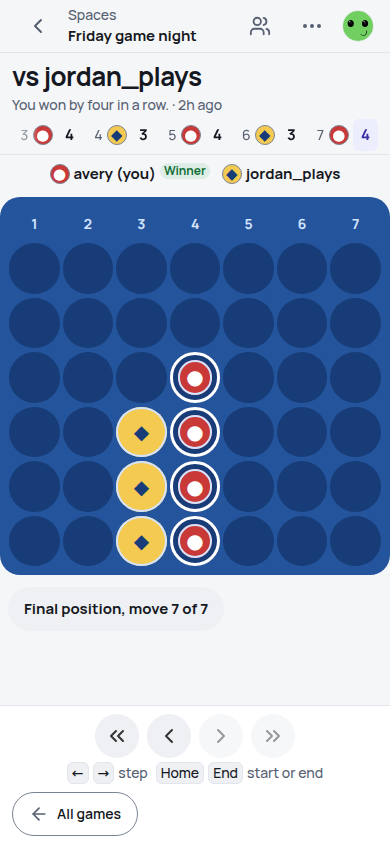 Spaces
Friday game night
vs jordan_plays
You won by four in a row. · 2h ago
3 4 4 3 5 4 6 3 7 4
avery (you) Winner jordan_plays
1 2 3 4 5 6 7
Final position, move 7 of 7
← → step Home End start or end
All games